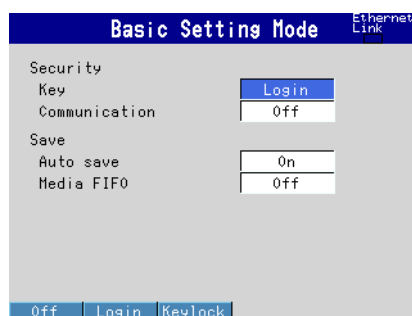 Basic Setting Mode
Ethernet
Link
Security
Key Login
Communication Off
Save
Auto save On
Media FIFO Off
Off Login Keylock